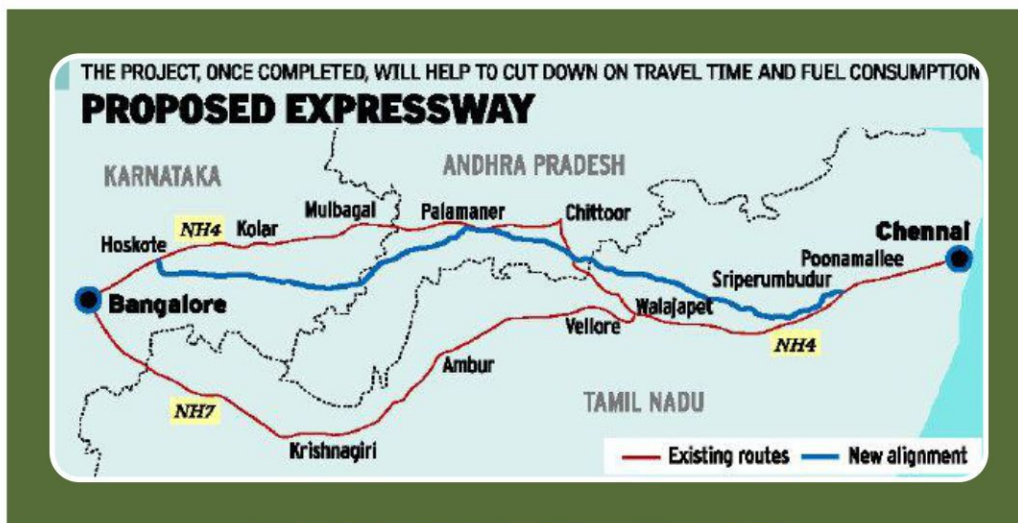 THE PROJECT, ONCE COMPLETED, WILL HELP TO CUT DOWN ON TRAVEL TIME AND FUEL CONSUMPTION
PROPOSED EXPRESSWAY
KARNATAKA
ANDHRA PRADESH
NH4
Hoskote
Kolar
Mulbagal
Palamaner
Chittoor
Chennai
Poonamallee
Sriperumbudur
Bangalore
Walajapet
Vellore
NH4
Ambur
NH7
TAMIL NADU
Krishnagiri
Existing routes
New alignment